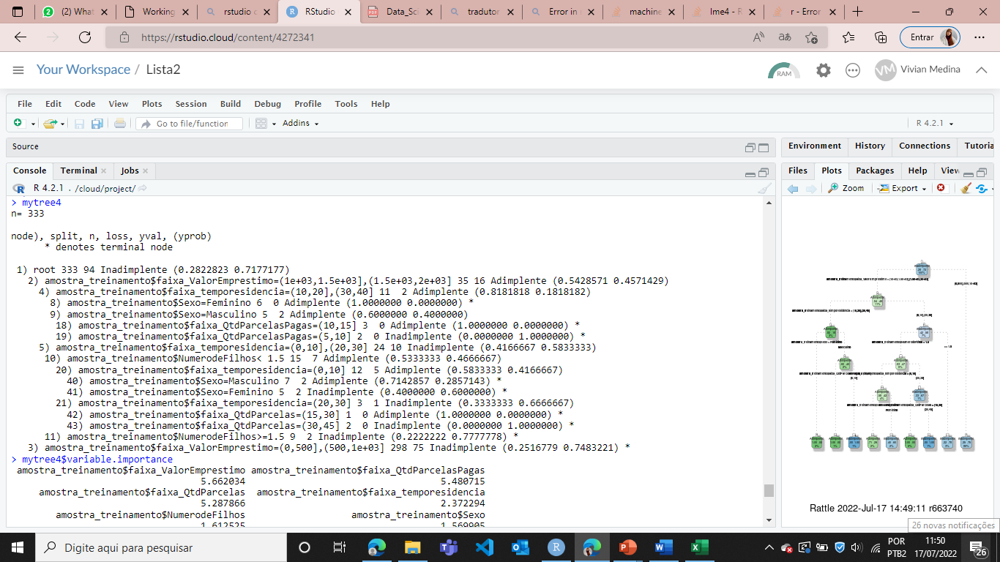 (2) What
Working
rstudio c
RStudio
Data_Sci
tradutor
Error in
machine
lme4 - R
r - Error
https://rstudio.cloud/content/4272341
Entrar
Your Workspace / Lista2
RAM
VM
Vivian Medina
File Edit Code View Plots Session Build Debug Profile Tools Help
Go to file/function
Addins
R 4.2.1
Source
Environment History Connections Tutoria
Console Terminal Jobs
Files Plots Packages Help View
R 4.2.1 . /cloud/project/
Zoom Export
> mytree4
n= 333
node), split, n, loss, yval, (yprob)
* denotes terminal node
1) root 333 94 Inadimplente (0.2822823 0.7177177)
2) amostra_treinamento$faixa_ValorEmprestimo=(1e+03,1.5e+03],(1.5e+03,2e+03] 35 16 Adimplente (0.5428571 0.4571429)
4) amostra_treinamento$faixa_temporesidencia=(10,20],(30,40] 11 2 Adimplente (0.8181818 0.1818182)
8) amostra_treinamento$Sexo=Feminino 6 0 Adimplente (1.0000000 0.0000000) *
9) amostra_treinamento$Sexo=Masculino 5 2 Adimplente (0.6000000 0.4000000)
18) amostra_treinamento$faixa_QtdParcelasPagas=(10,15] 3 0 Adimplente (1.0000000 0.0000000) *
19) amostra_treinamento$faixa_QtdParcelasPagas=(5,10] 2 0 Inadimplente (0.0000000 1.0000000) *
5) amostra_treinamento$faixa_temporesidencia=(0,10],(20,30] 24 10 Inadimplente (0.4166667 0.5833333)
10) amostra_treinamento$NumerodeFilhos< 1.5 15 7 Adimplente (0.5333333 0.4666667)
20) amostra_treinamento$faixa_temporesidencia=(0,10] 12 5 Adimplente (0.5833333 0.4166667)
40) amostra_treinamento$Sexo=Masculino 7 2 Adimplente (0.7142857 0.2857143) *
41) amostra_treinamento$Sexo=Feminino 5 2 Inadimplente (0.4000000 0.6000000) *
21) amostra_treinamento$faixa_temporesidencia=(20,30] 3 1 Inadimplente (0.3333333 0.6666667)
42) amostra_treinamento$faixa_QtdParcelas=(15,30] 1 0 Adimplente (1.0000000 0.0000000) *
43) amostra_treinamento$faixa_QtdParcelas=(30,45] 2 0 Inadimplente (0.0000000 1.0000000) *
11) amostra_treinamento$NumerodeFilhos>=1.5 9 2 Inadimplente (0.2222222 0.7777778) *
3) amostra_treinamento$faixa_ValorEmprestimo=(0,500],(500,1e+03] 298 75 Inadimplente (0.2516779 0.7483221) *
> mytree4$variable.importance
amostra_treinamento$faixa_ValorEmprestimo amostra_treinamento$faixa_QtdParcelasPagas
5.662034 5.480715
amostra_treinamento$faixa_QtdParcelas amostra_treinamento$faixa_temporesidencia
5.287866 2.372294
amostra_treinamento$NumerodeFilhos amostra_treinamento$Sexo
1.612525 1.569905
Rattle 2022-Jul-17 14:49:11 r663740
26 novas notificações
Digite aqui para pesquisar
POR
PTB2
11:50
17/07/2022
26